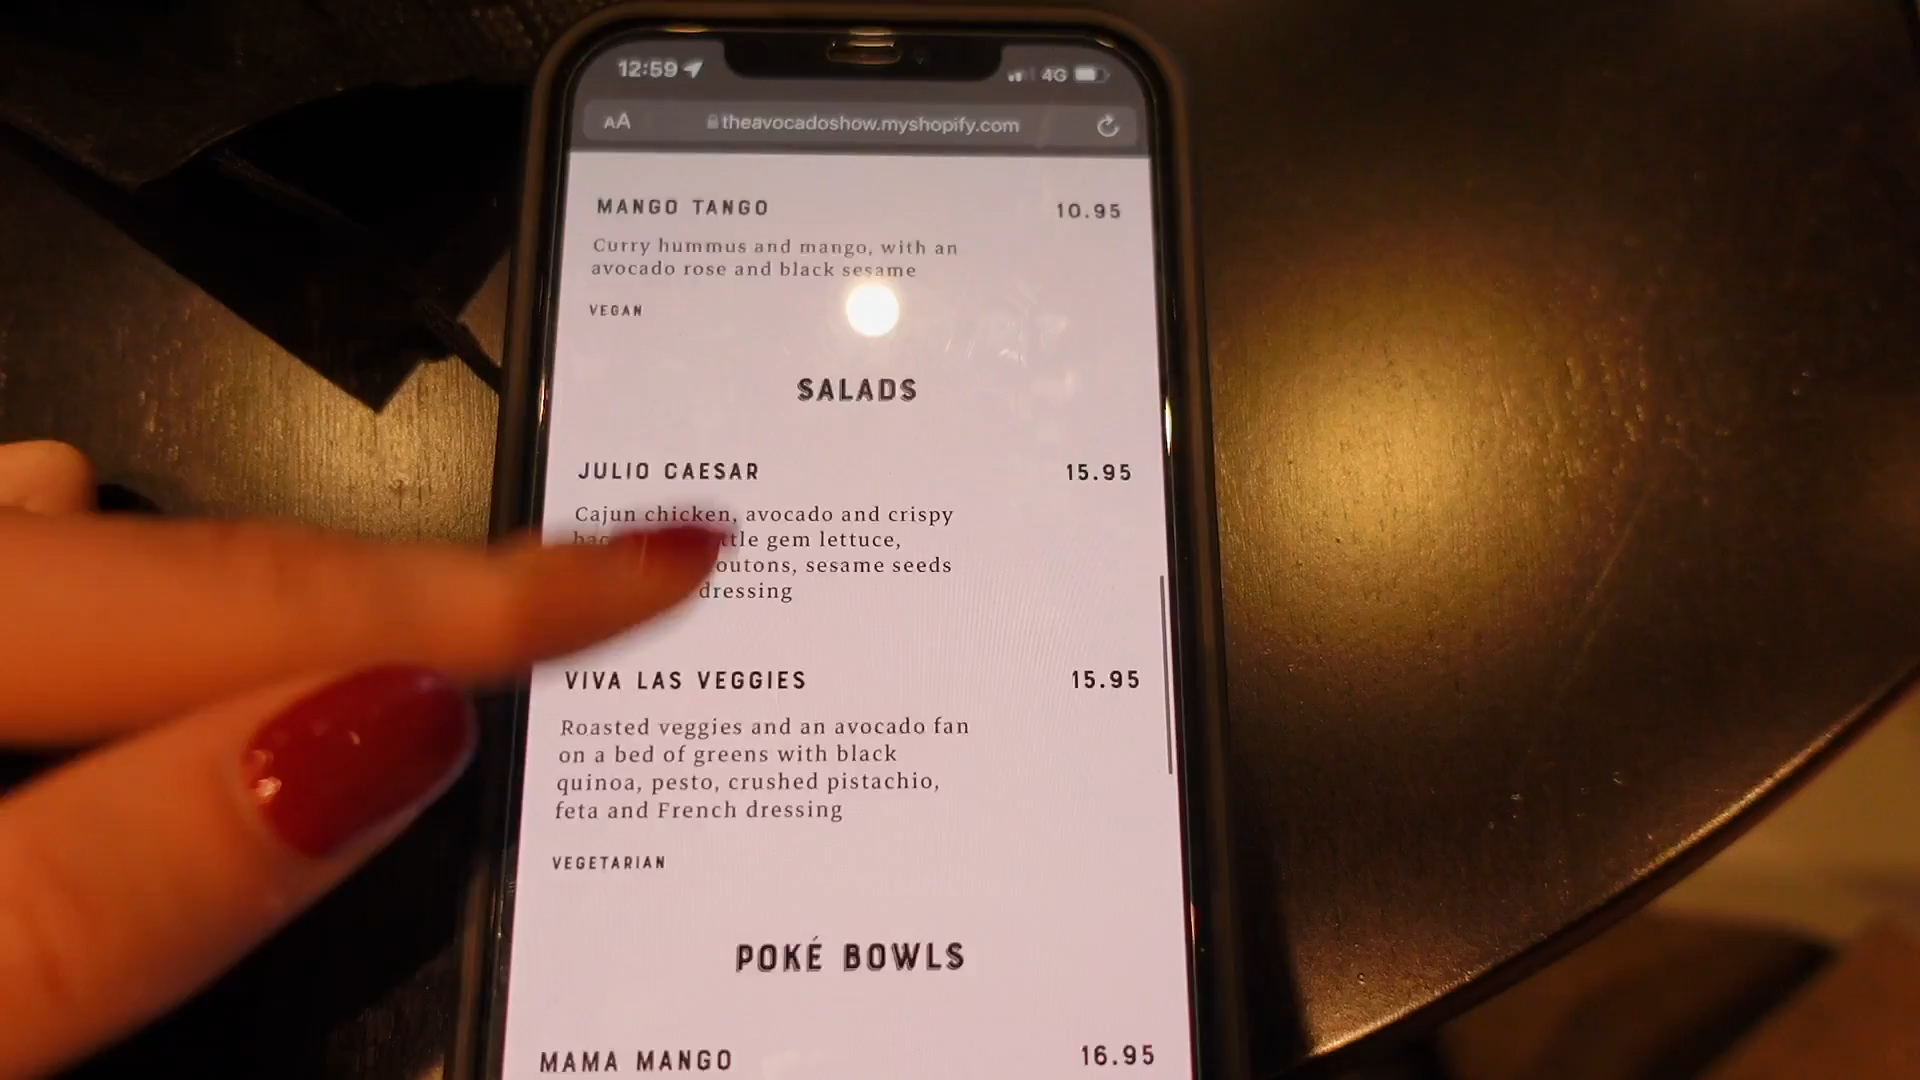 12:59
4G
AA
theavocadoshow.myshopify.com
MANGO TANGO
10.95
Curry hummus and mango, with an
avocado rose and black sesame
VEGAN
SALADS
JULIO CAESAR
15.95
Cajun chicken, avocado and crispy
gem lettuce,
sesame seeds
dressing
VIVA LAS VEGGIES
15.95
Roasted veggies and an avocado fan
on a bed of greens with black
quinoa, pesto, crushed pistachio,
feta and French dressing
VEGETARIAN
POKÉ BOWLS
MAMA MANGO
16.95